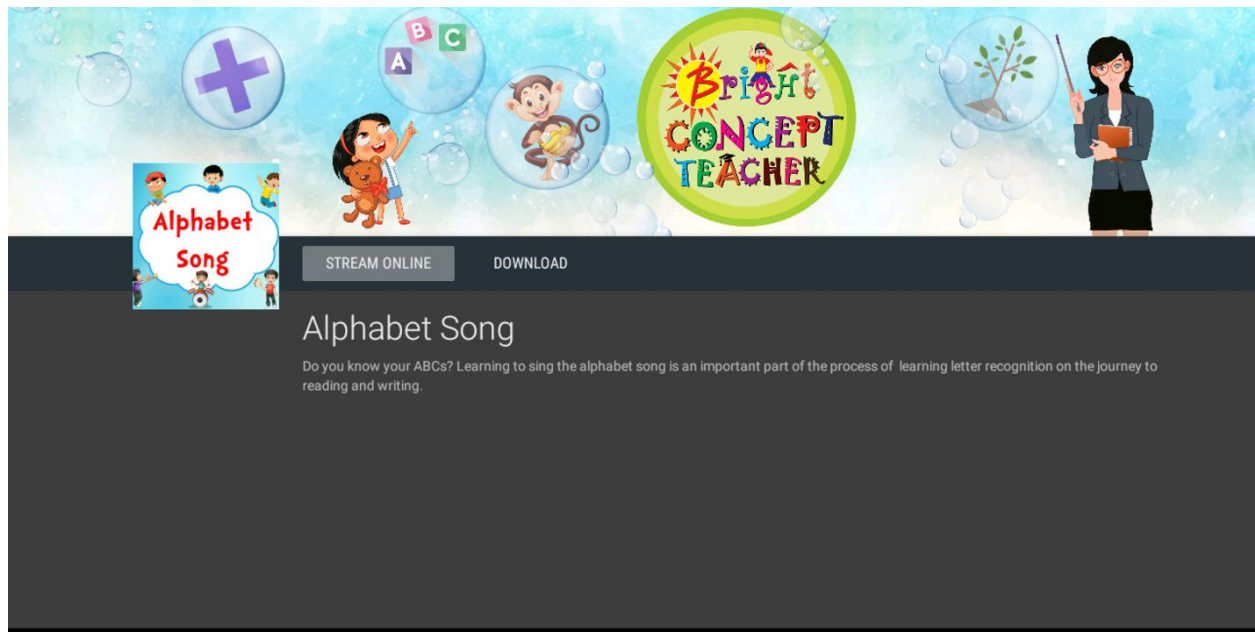 A B C
Bright
CONCEPT
TEACHER
Alphabet
Song
STREAM ONLINE DOWNLOAD
Alphabet Song
Do you know your ABCs? Learning to sing the alphabet song is an important part of the process of learning letter recognition on the journey to
reading and writing.